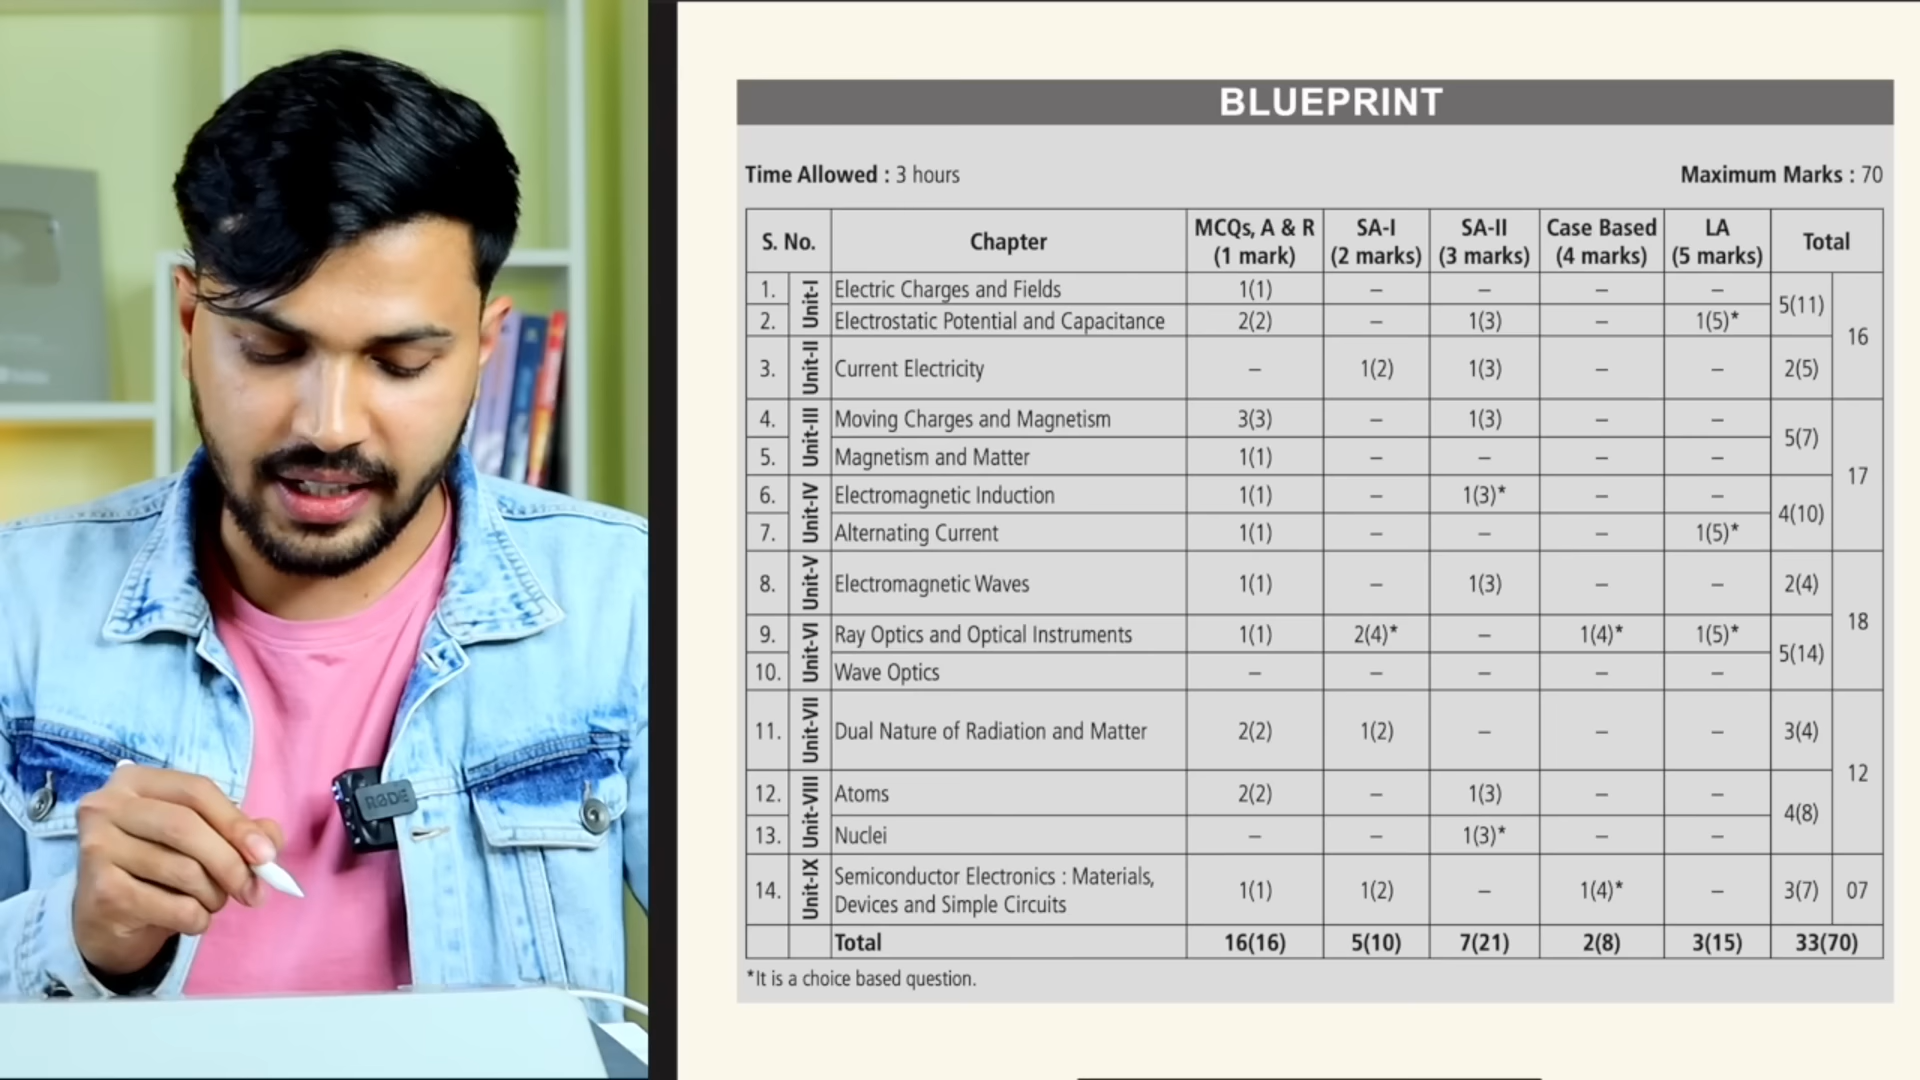 BLUEPRINT
Time Allowed : 3 hours Maximum Marks : 70
S. No. Chapter MCQs, A & R (1 mark) SA-I (2 marks) SA-II (3 marks) Case Based (4 marks) LA (5 marks) Total
1. Unit-I Electric Charges and Fields 1(1) – – – – 5(11) 16
2. Electrostatic Potential and Capacitance 2(2) – 1(3) – 1(5)*
3. Unit-II Current Electricity – 1(2) 1(3) – – 2(5)
4. Unit-III Moving Charges and Magnetism 3(3) – 1(3) – – 5(7) 17
5. Magnetism and Matter 1(1) – – – –
6. Unit-IV Electromagnetic Induction 1(1) – 1(3)* – – 4(10)
7. Alternating Current 1(1) – – – 1(5)*
8. Unit-V Electromagnetic Waves 1(1) – 1(3) – – 2(4) 18
9. Unit-VI Ray Optics and Optical Instruments 1(1) 2(4)* – 1(4)* 1(5)* 5(14)
10. Wave Optics – – – – –
11. Unit-VII Dual Nature of Radiation and Matter 2(2) 1(2) – – – 3(4) 12
12. Unit-VIII Atoms 2(2) – 1(3) – – 4(8)
13. Nuclei – – 1(3)* – –
14. Unit-IX Semiconductor Electronics : Materials, Devices and Simple Circuits 1(1) 1(2) – 1(4)* – 3(7) 07
Total 16(16) 5(10) 7(21) 2(8) 3(15) 33(70)
*It is a choice based question.
RØDE